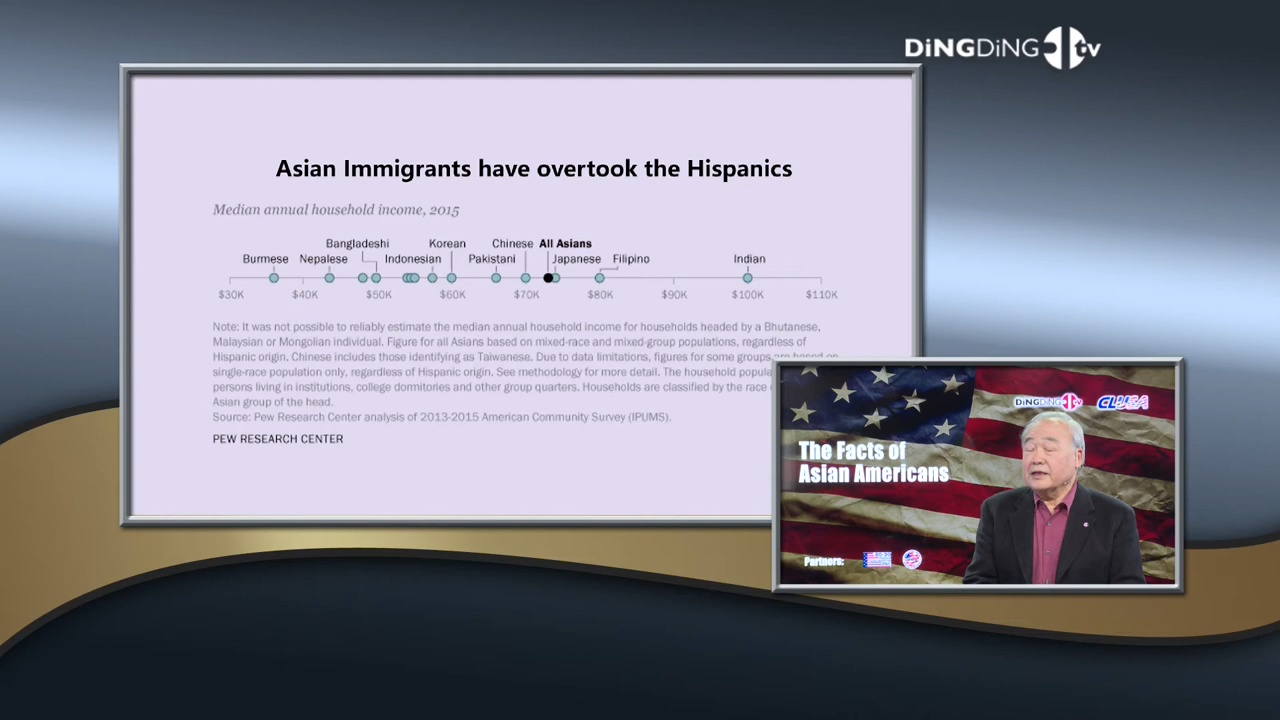 DiNGDiNG tv
Asian Immigrants have overtook the Hispanics
Median annual household income, 2015
Bangladeshi Korean Chinese All Asians
Burmese Nepalese Indonesian Pakistani Japanese Filipino Indian
$30K $40K $50K $60K $70K $80K $90K $100K $110K
Note: It was not possible to reliably estimate the median annual household income for households headed by a Bhutanese,
Malaysian or Mongolian individual. Figure for all Asians based on mixed-race and mixed-group populations, regardless of
Hispanic origin. Chinese includes those identifying as Taiwanese. Due to data limitations, figures for some groups are based on
single-race population only, regardless of Hispanic origin. See methodology for more detail. The household popula
persons living in institutions, college dormitories and other group quarters. Households are classified by the race
Asian group of the head.
Source: Pew Research Center analysis of 2013-2015 American Community Survey (IPUMS).
PEW RESEARCH CENTER
DiNGDiNG tv CLUSA
The Facts of
Asian Americans
Partners: